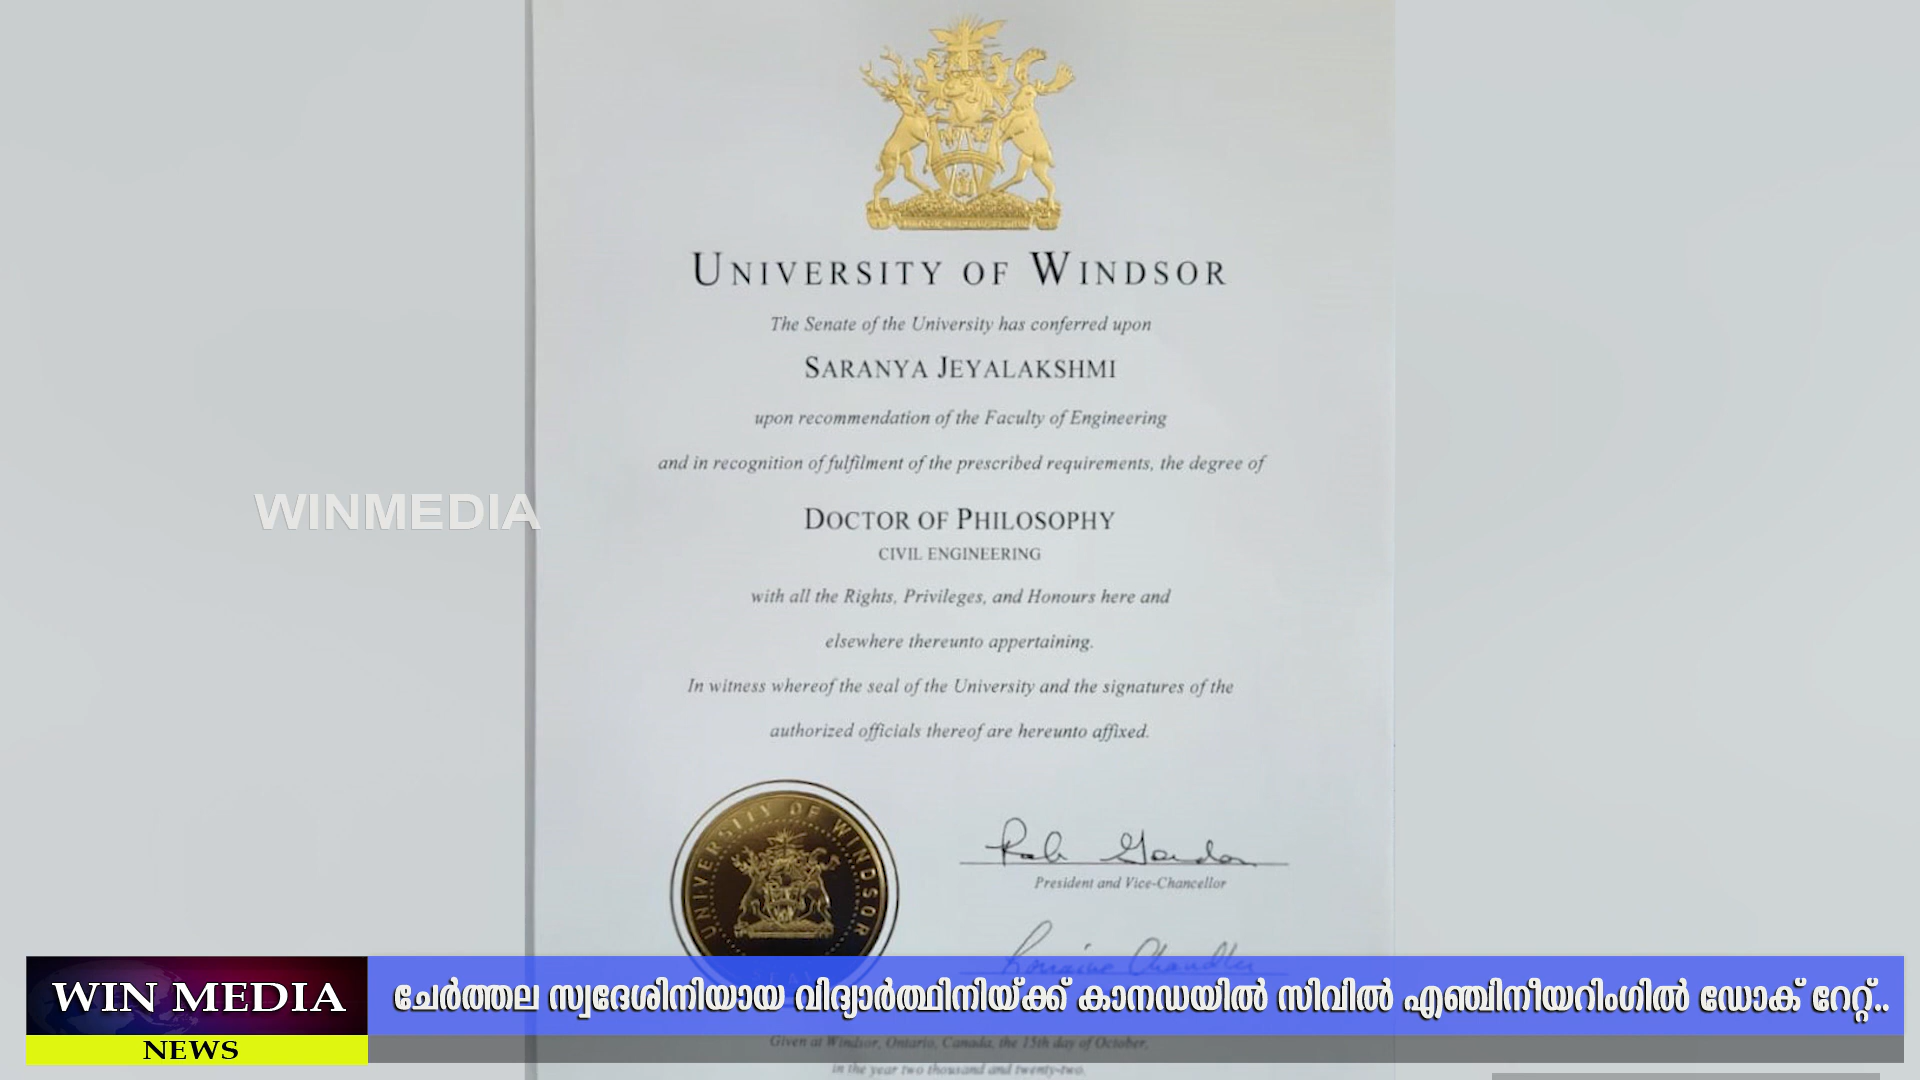 UNIVERSITY OF WINDSOR
The Senate of the University has conferred upon
SARANYA JEYALAKSHMI
upon recommendation of the Faculty of Engineering
and in recognition of fulfilment of the prescribed requirements, the degree of
WINMEDIA
DOCTOR OF PHILOSOPHY
CIVIL ENGINEERING
with all the Rights, Privileges, and Honours here and
elsewhere thereunto appertaining.
In witness whereof the seal of the University and the signatures of the
authorized officials thereof are hereunto affixed.
UNIVERSITY OF WINDSOR
SEAL
Rob Gordon
President and Vice-Chancellor
Lorraine Chandler
WIN MEDIA
NEWS
ചേർത്തല സ്വദേശിനിയായ വിദ്യാർത്ഥിനിയ്ക്ക് കാനഡയിൽ സിവിൽ എഞ്ചിനീയറിംഗിൽ ഡോക് റേറ്റ്..
Given at Windsor, Ontario, Canada, the 15th day of October,
in the year two thousand and twenty-two.